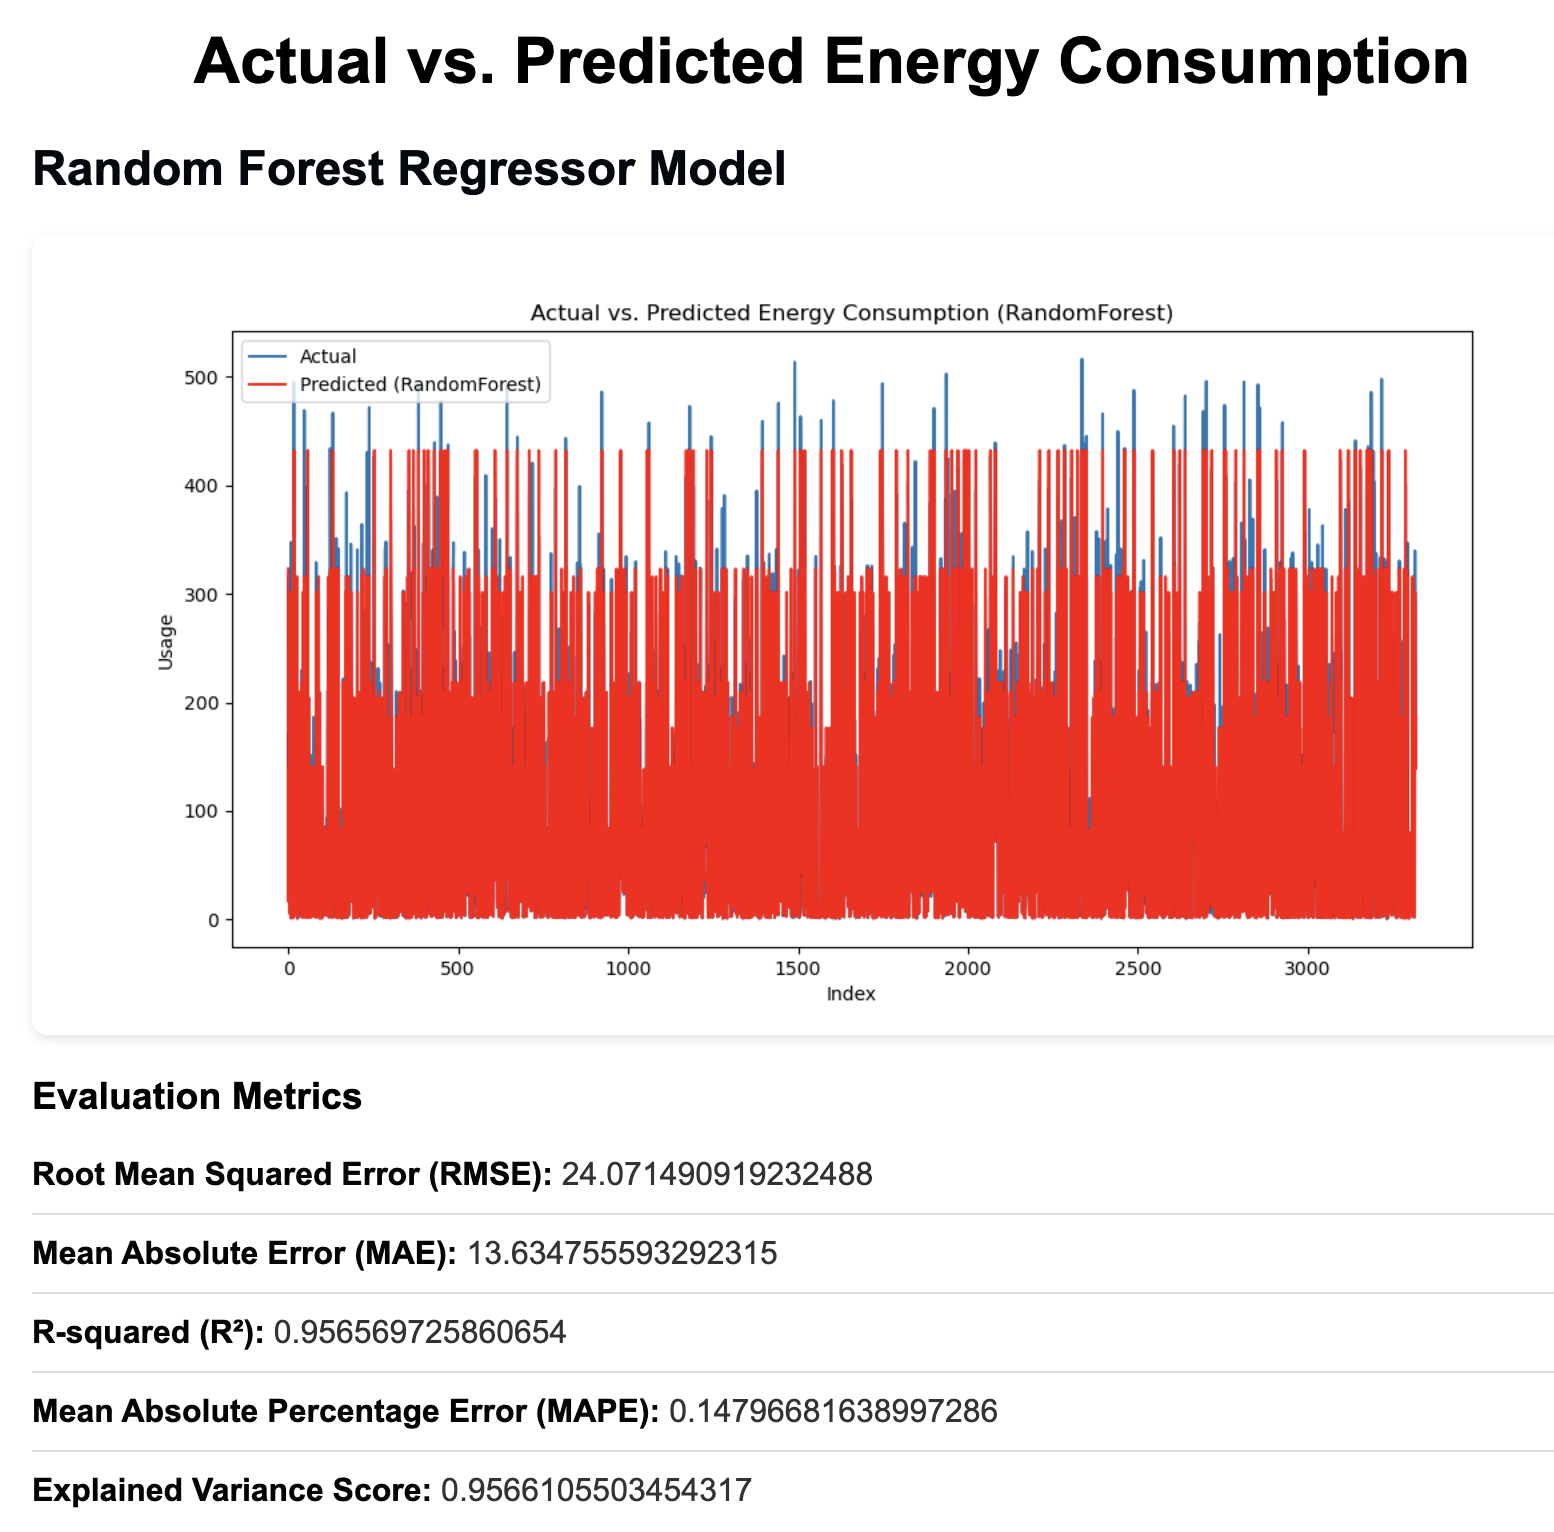 Actual vs. Predicted Energy Consumption
Random Forest Regressor Model
Actual vs. Predicted Energy Consumption (RandomForest)
Actual
Predicted (RandomForest)
500
400
300
200
100
0
Usage
0 500 1000 1500 2000 2500 3000
Index
Evaluation Metrics
Root Mean Squared Error (RMSE): 24.071490919232488
Mean Absolute Error (MAE): 13.634755593292315
R-squared (R²): 0.956569725860654
Mean Absolute Percentage Error (MAPE): 0.14796681638997286
Explained Variance Score: 0.9566105503454317